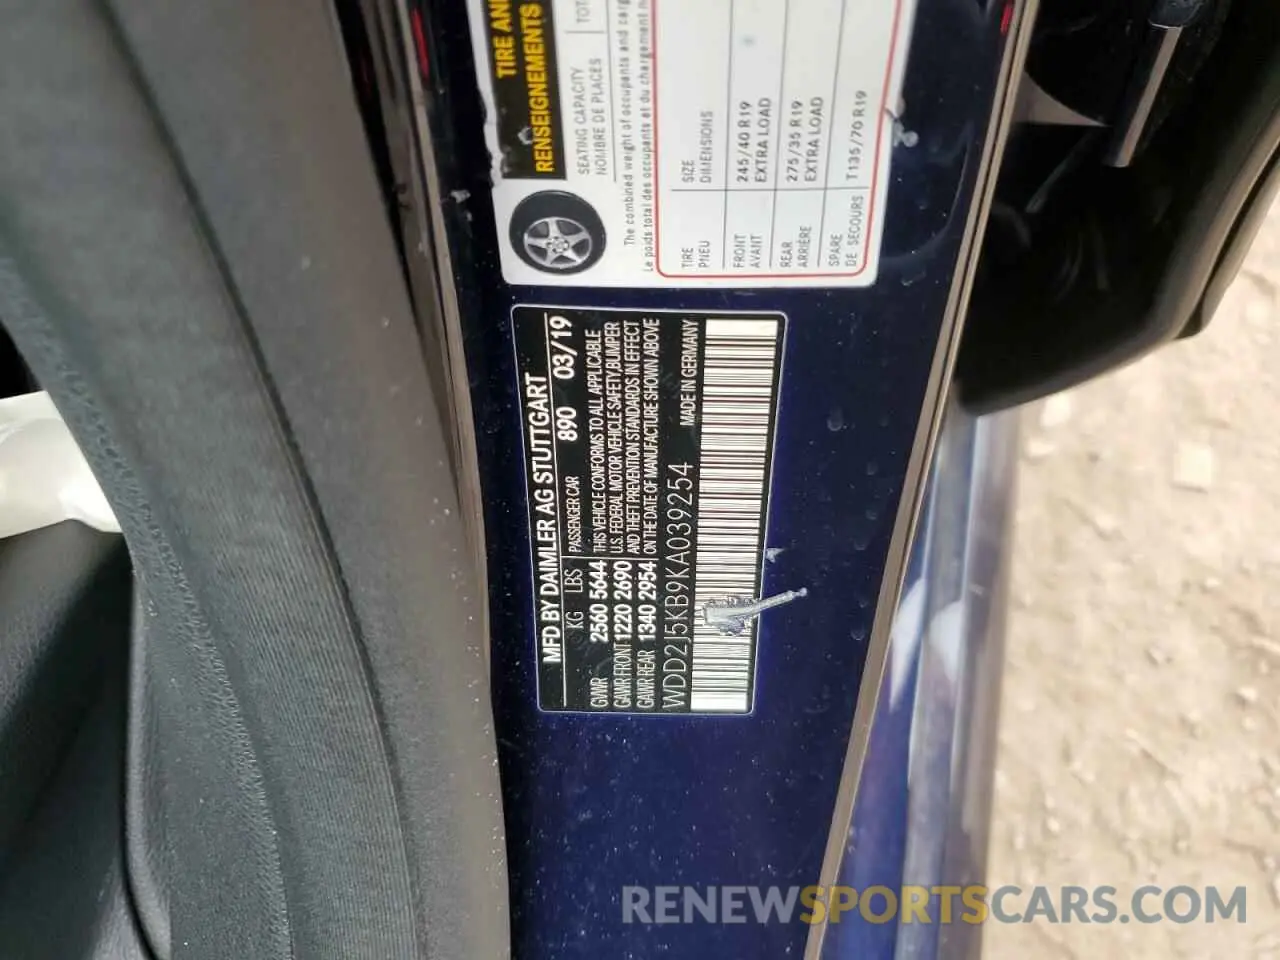 TIRE AND
RENSEIGNEMENTS
SEATING CAPACITY
NOMBRE DE PLACES
TOT
The combined weight of occupants and carg
Le poids total des occupants et du chargement n
TIRE SIZE
PNEU DIMENSIONS
FRONT 245/40 R19
AVANT EXTRA LOAD
REAR 275/35 R19
ARRIÈRE EXTRA LOAD
SPARE T135/70 R19
DE SECOURS
MFD BY DAIMLER AG STUTTGART
KG LBS PASSENGER CAR 890 03/19
GVWR 2560 5644 THIS VEHICLE CONFORMS TO ALL APPLICABLE
GAWR FRONT 1220 2690 U.S. FEDERAL MOTOR VEHICLE SAFETY, BUMPER
GAWR REAR 1340 2954 AND THEFT PREVENTION STANDARDS IN EFFECT
ON THE DATE OF MANUFACTURE SHOWN ABOVE
WDD2J5KB9KA039254 MADE IN GERMANY
RENEWSPORTSCARS.COM